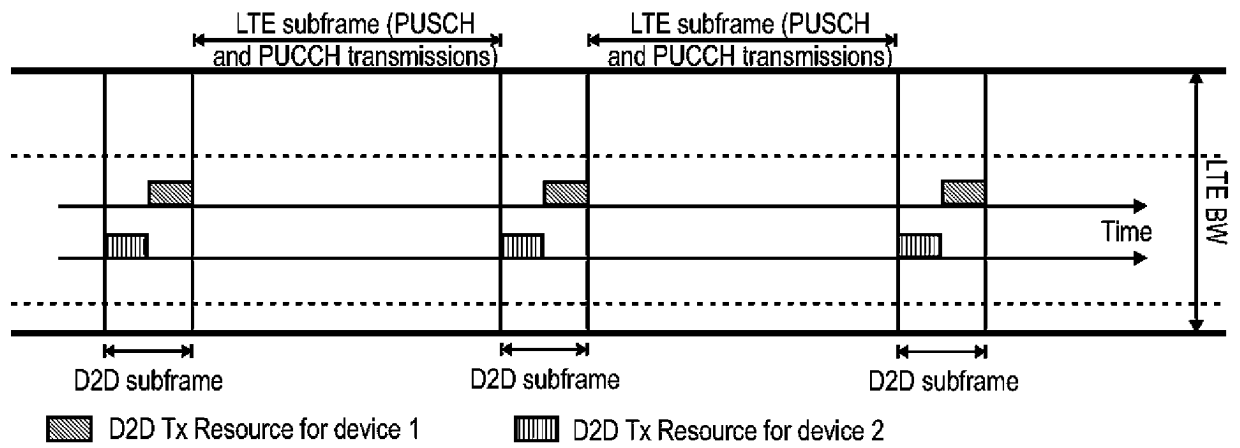 LTE subframe (PUSCH
and PUCCH transmissions)
LTE subframe (PUSCH
and PUCCH transmissions)
LTE BW
Time
D2D subframe
D2D subframe
D2D subframe
D2D Tx Resource for device 1
D2D Tx Resource for device 2